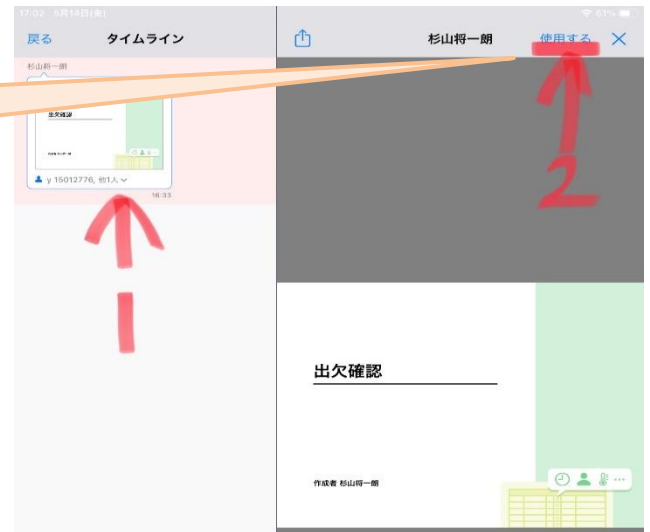 17:02 5月14日(金)
61%
戻る
タイムライン
杉山将一朗
出欠確認
y 15012776, 他1人
16:33
1
杉山将一朗
使用する
2
出欠確認
作成者 杉山将一朗